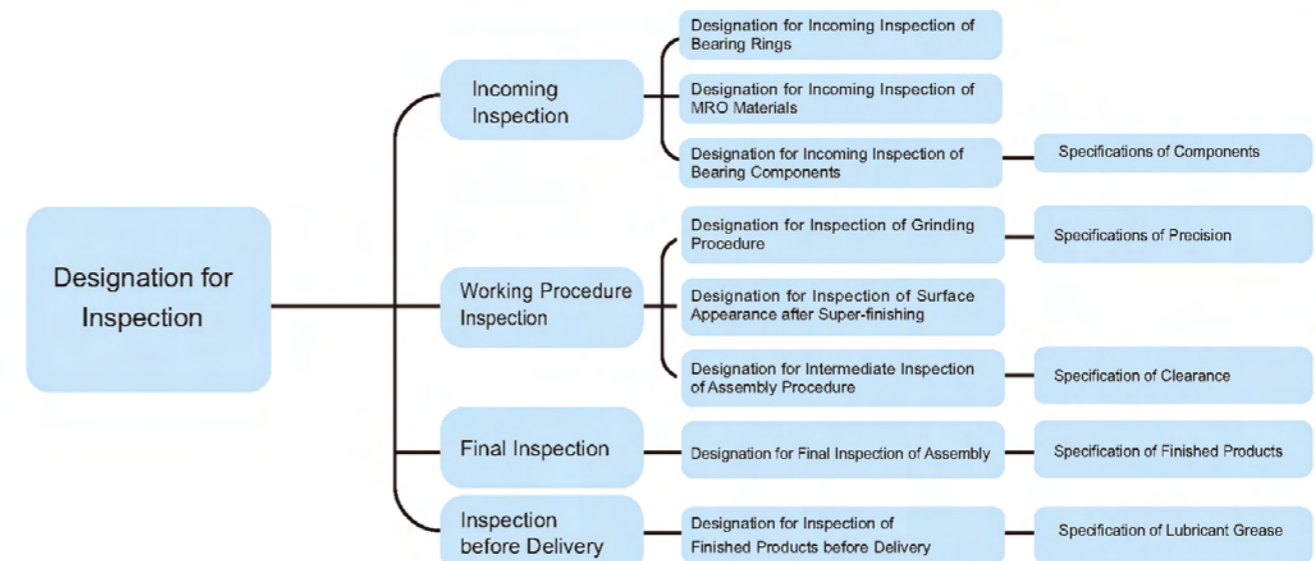 Designation for
Inspection
Incoming
Inspection
Designation for Incoming Inspection of
Bearing Rings
Designation for Incoming Inspection of
MRO Materials
Designation for Incoming Inspection of
Bearing Components
Specifications of Components
Working Procedure
Inspection
Designation for Inspection of Grinding
Procedure
Specifications of Precision
Designation for Inspection of Surface
Appearance after Super-finishing
Designation for Intermediate Inspection
of Assembly Procedure
Specification of Clearance
Final Inspection
Designation for Final Inspection of Assembly
Specification of Finished Products
Inspection
before Delivery
Designation for Inspection of
Finished Products before Delivery
Specification of Lubricant Grease